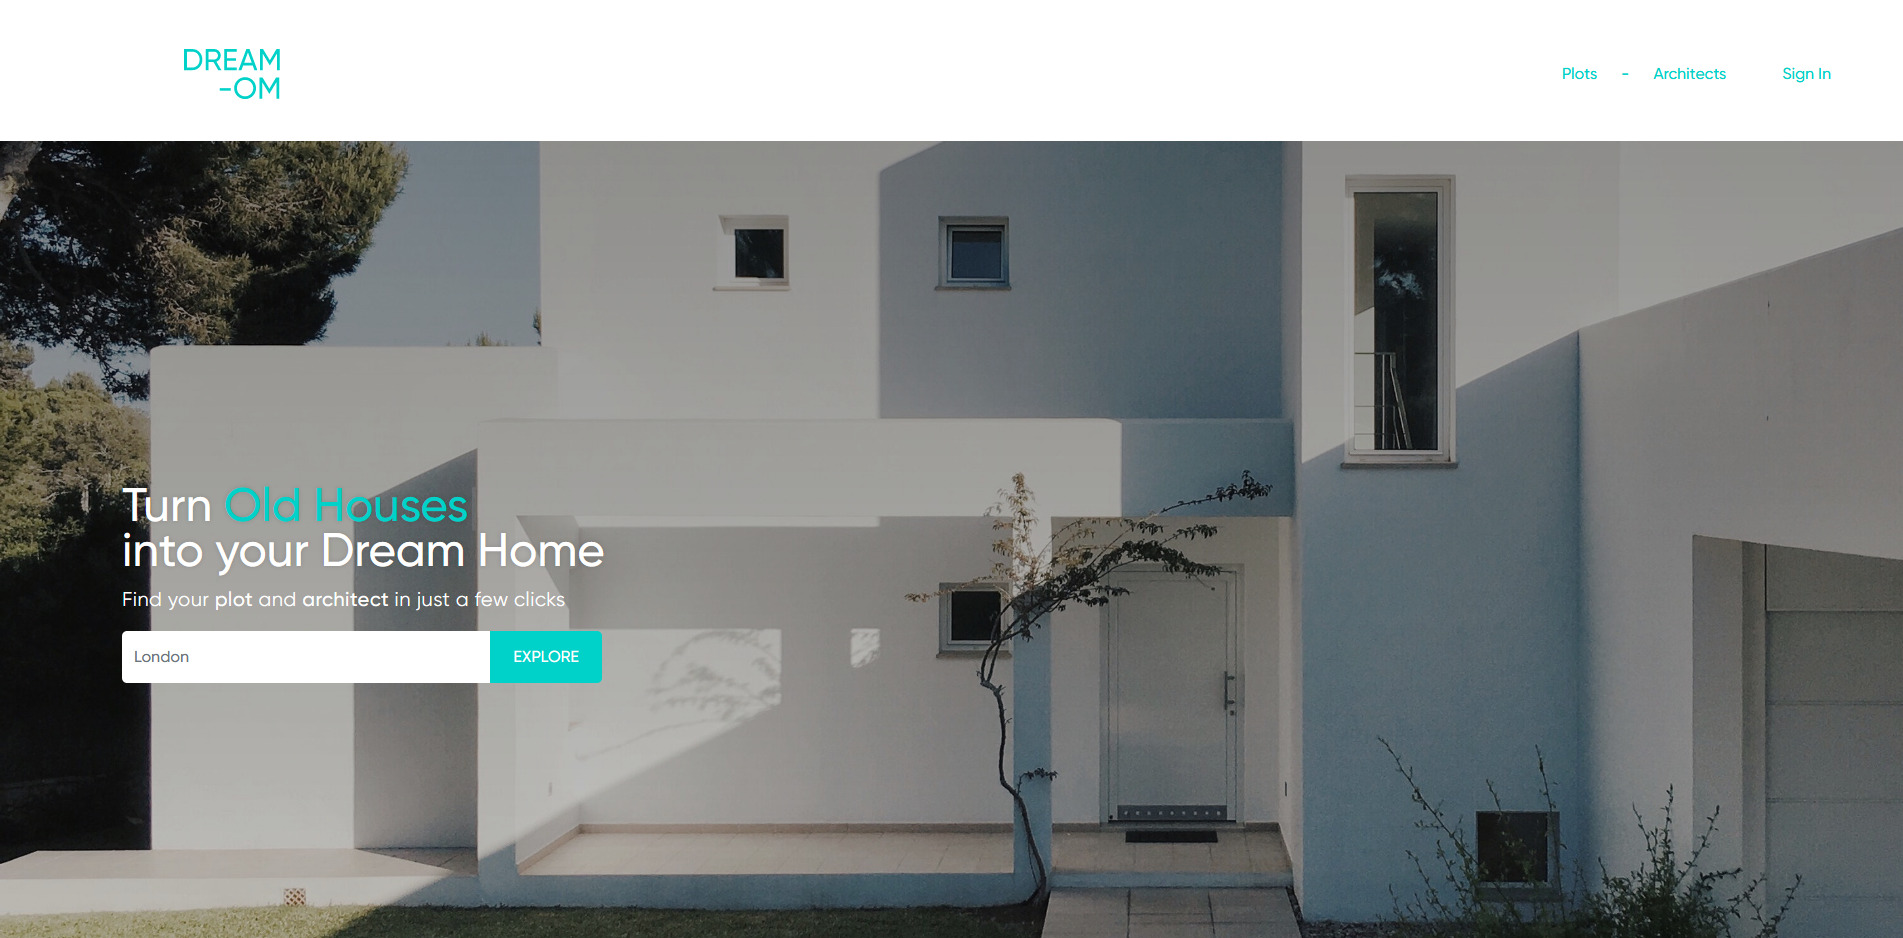 DREAM
-OM
Plots - Architects Sign In
Turn Old Houses
into your Dream Home
Find your plot and architect in just a few clicks
London
EXPLORE